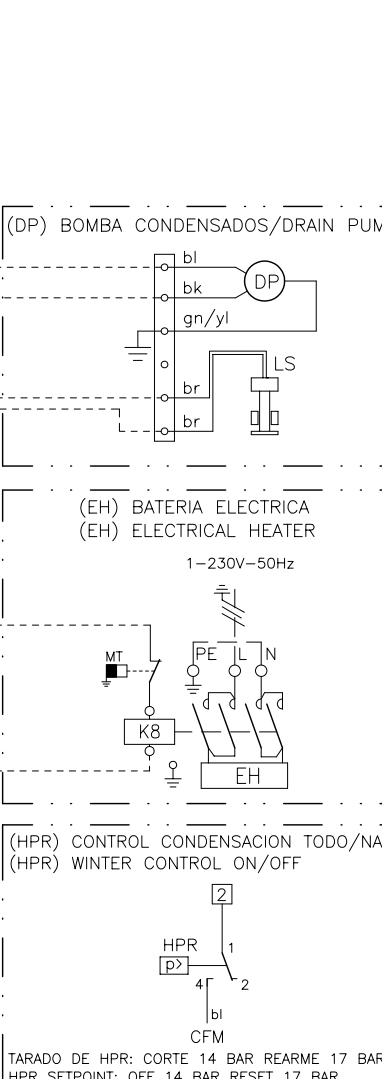 (DP) BOMBA CONDENSADOS/DRAIN PUM
bl
bk
DP
gn/yl
LS
br
br
(EH) BATERIA ELECTRICA
(EH) ELECTRICAL HEATER
1-230V-50Hz
PE L N
MT
K8
EH
(HPR) CONTROL CONDENSACION TODO/NA
(HPR) WINTER CONTROL ON/OFF
2
HPR
1
p>
4 2
bl
CFM
TARADO DE HPR: CORTE 14 BAR REARME 17 BAR
HPR SETPOINT: OFF 14 BAR RESET 17 BAR